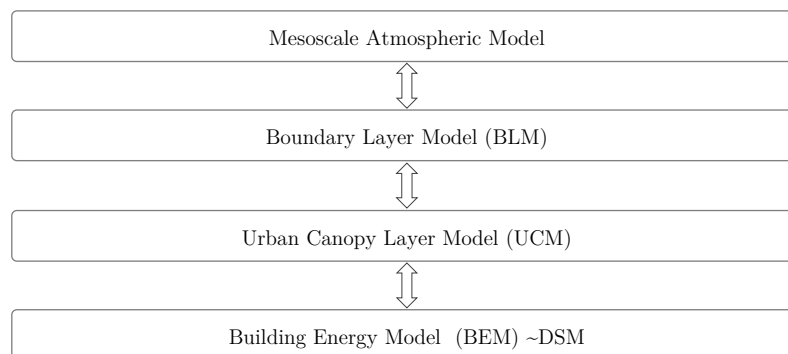 Mesoscale Atmospheric Model
Boundary Layer Model (BLM)
Urban Canopy Layer Model (UCM)
Building Energy Model (BEM) ~DSM